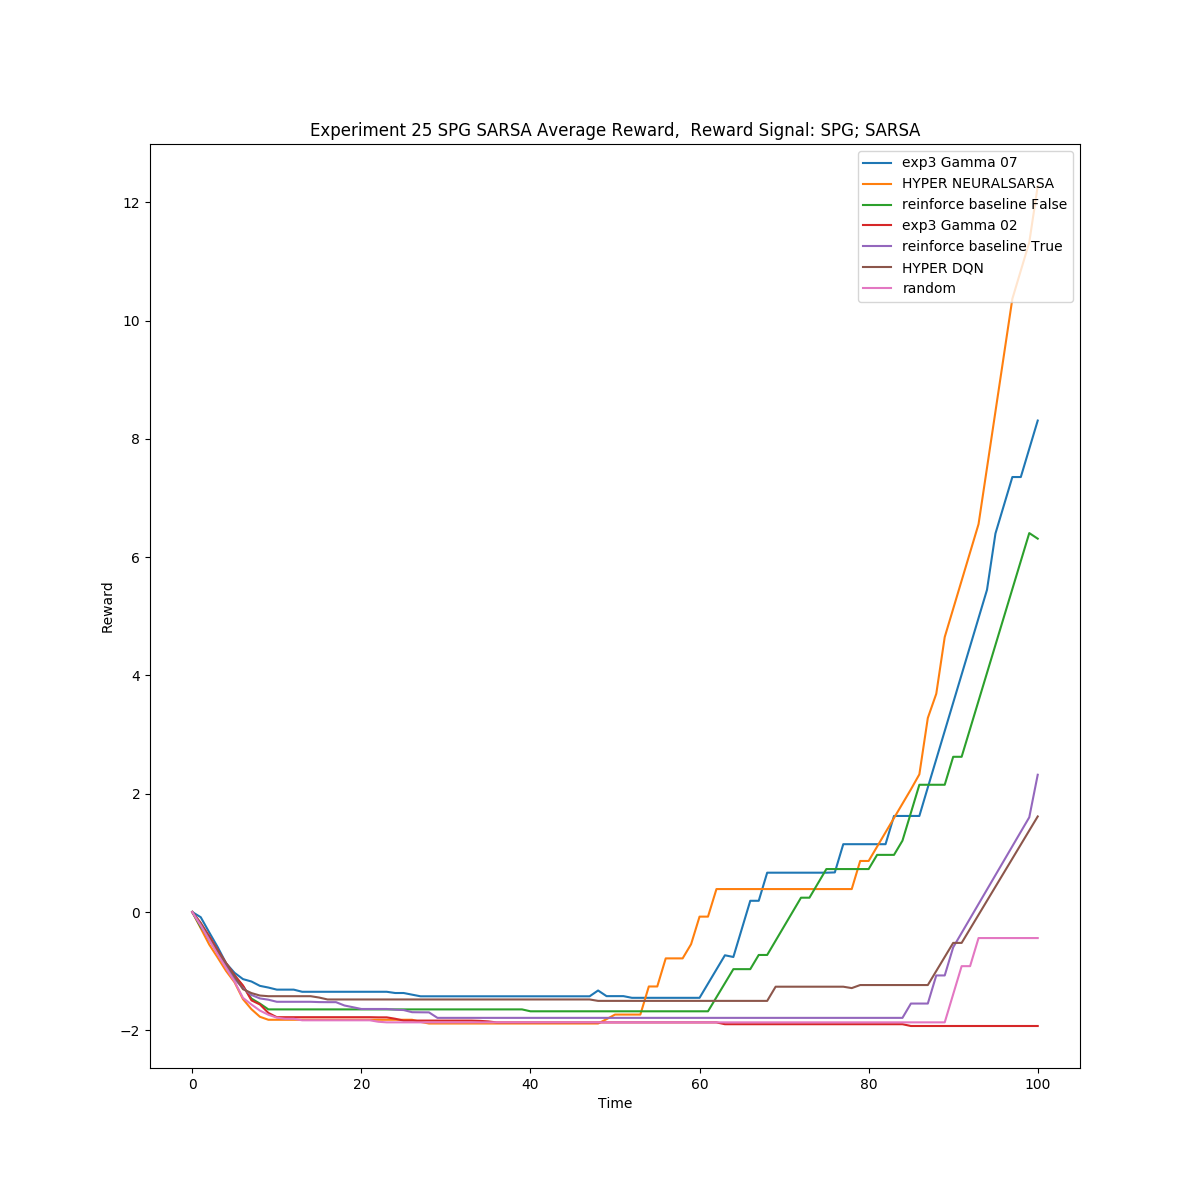 Experiment 25 SPG SARSA Average Reward,  Reward Signal: SPG; SARSA
exp3 Gamma 07
HYPER NEURALSARSA
reinforce baseline False
exp3 Gamma 02
reinforce baseline True
HYPER DQN
random
12
10
8
6
4
2
0
−2
Reward
0 20 40 60 80 100
Time